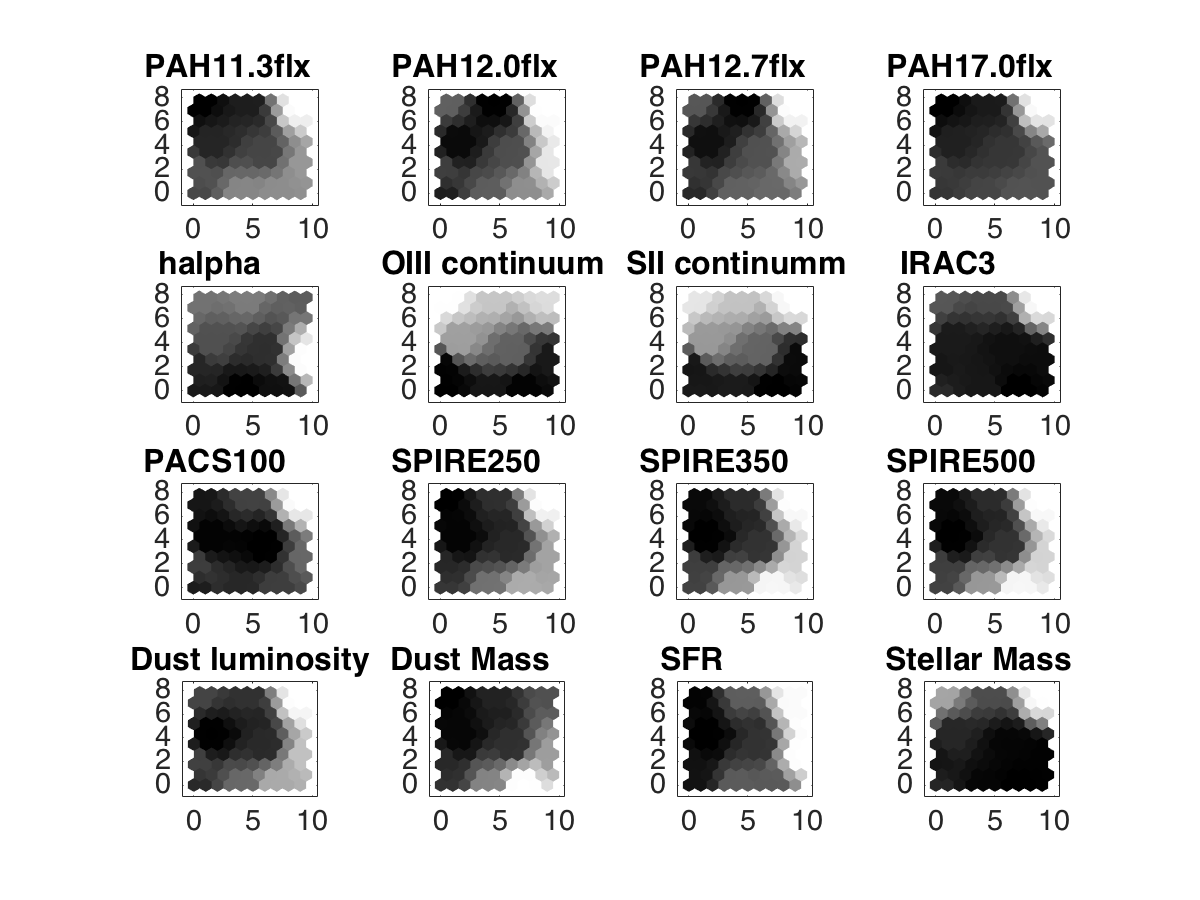 PAH11.3flx PAH12.0flx PAH12.7flx PAH17.0flx
8 8 8 8
6 6 6 6
4 4 4 4
2 2 2 2
0 0 0 0
0 5 10 0 5 10 0 5 10 0 5 10
halpha OIII continuum SII continumm IRAC3
8 8 8 8
6 6 6 6
4 4 4 4
2 2 2 2
0 0 0 0
0 5 10 0 5 10 0 5 10 0 5 10
PACS100 SPIRE250 SPIRE350 SPIRE500
8 8 8 8
6 6 6 6
4 4 4 4
2 2 2 2
0 0 0 0
0 5 10 0 5 10 0 5 10 0 5 10
Dust luminosity Dust Mass SFR Stellar Mass
8 8 8 8
6 6 6 6
4 4 4 4
2 2 2 2
0 0 0 0
0 5 10 0 5 10 0 5 10 0 5 10